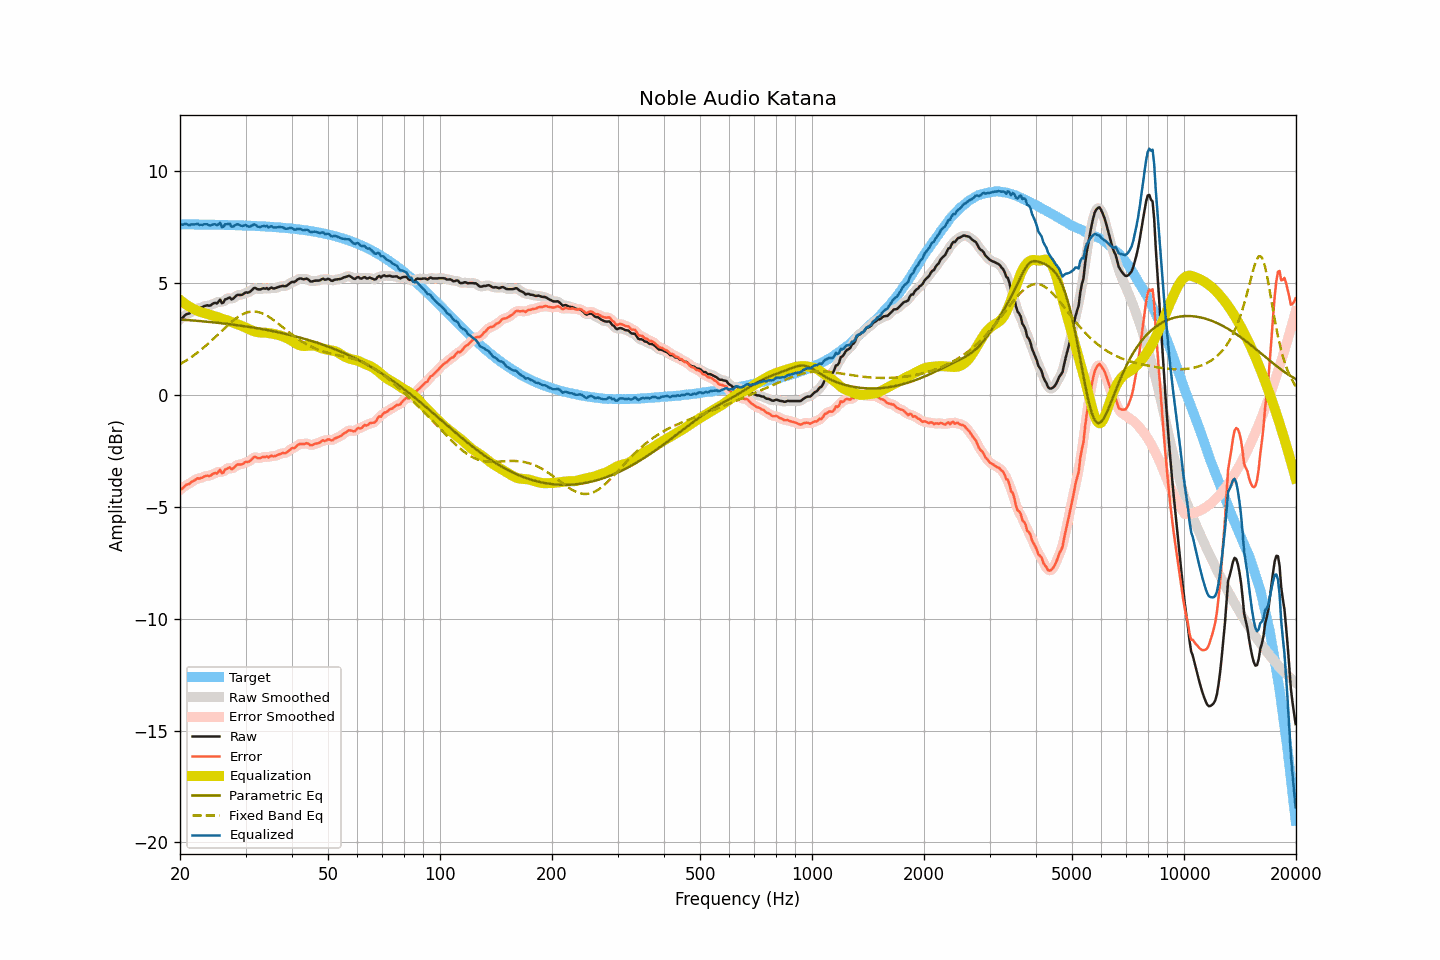 Noble Audio Katana
10
5
0
−5
−10
−15
−20
Amplitude (dBr)
Target
Raw Smoothed
Error Smoothed
Raw
Error
Equalization
Parametric Eq
Fixed Band Eq
Equalized
20 50 100 200 500 1000 2000 5000 10000 20000
Frequency (Hz)